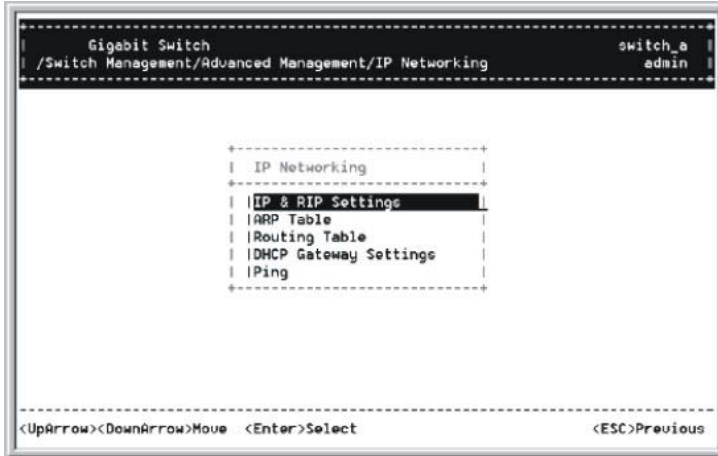 Gigabit Switch switch_a
/Switch Management/Advanced Management/IP Networking admin
IP Networking
IP & RIP Settings
ARP Table
Routing Table
DHCP Gateway Settings
Ping
<UpArrow><DownArrow>Move <Enter>Select <ESC>Previous